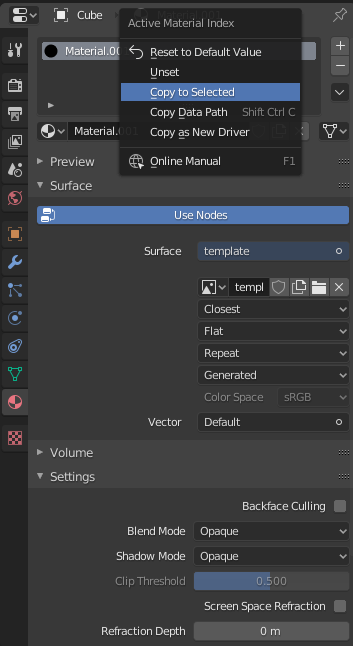 Cube
Active Material Index
Material.00
Reset to Default Value
Unset
Copy to Selected
Copy Data Path Shift Ctrl C
Copy as New Driver
Material.001
Online Manual F1
Preview
Surface
Use Nodes
Surface template
templ
Closest
Flat
Repeat
Generated
Color Space sRGB
Vector Default
Volume
Settings
Backface Culling
Blend Mode Opaque
Shadow Mode Opaque
Clip Threshold 0.500
Screen Space Refraction
Refraction Depth 0 m